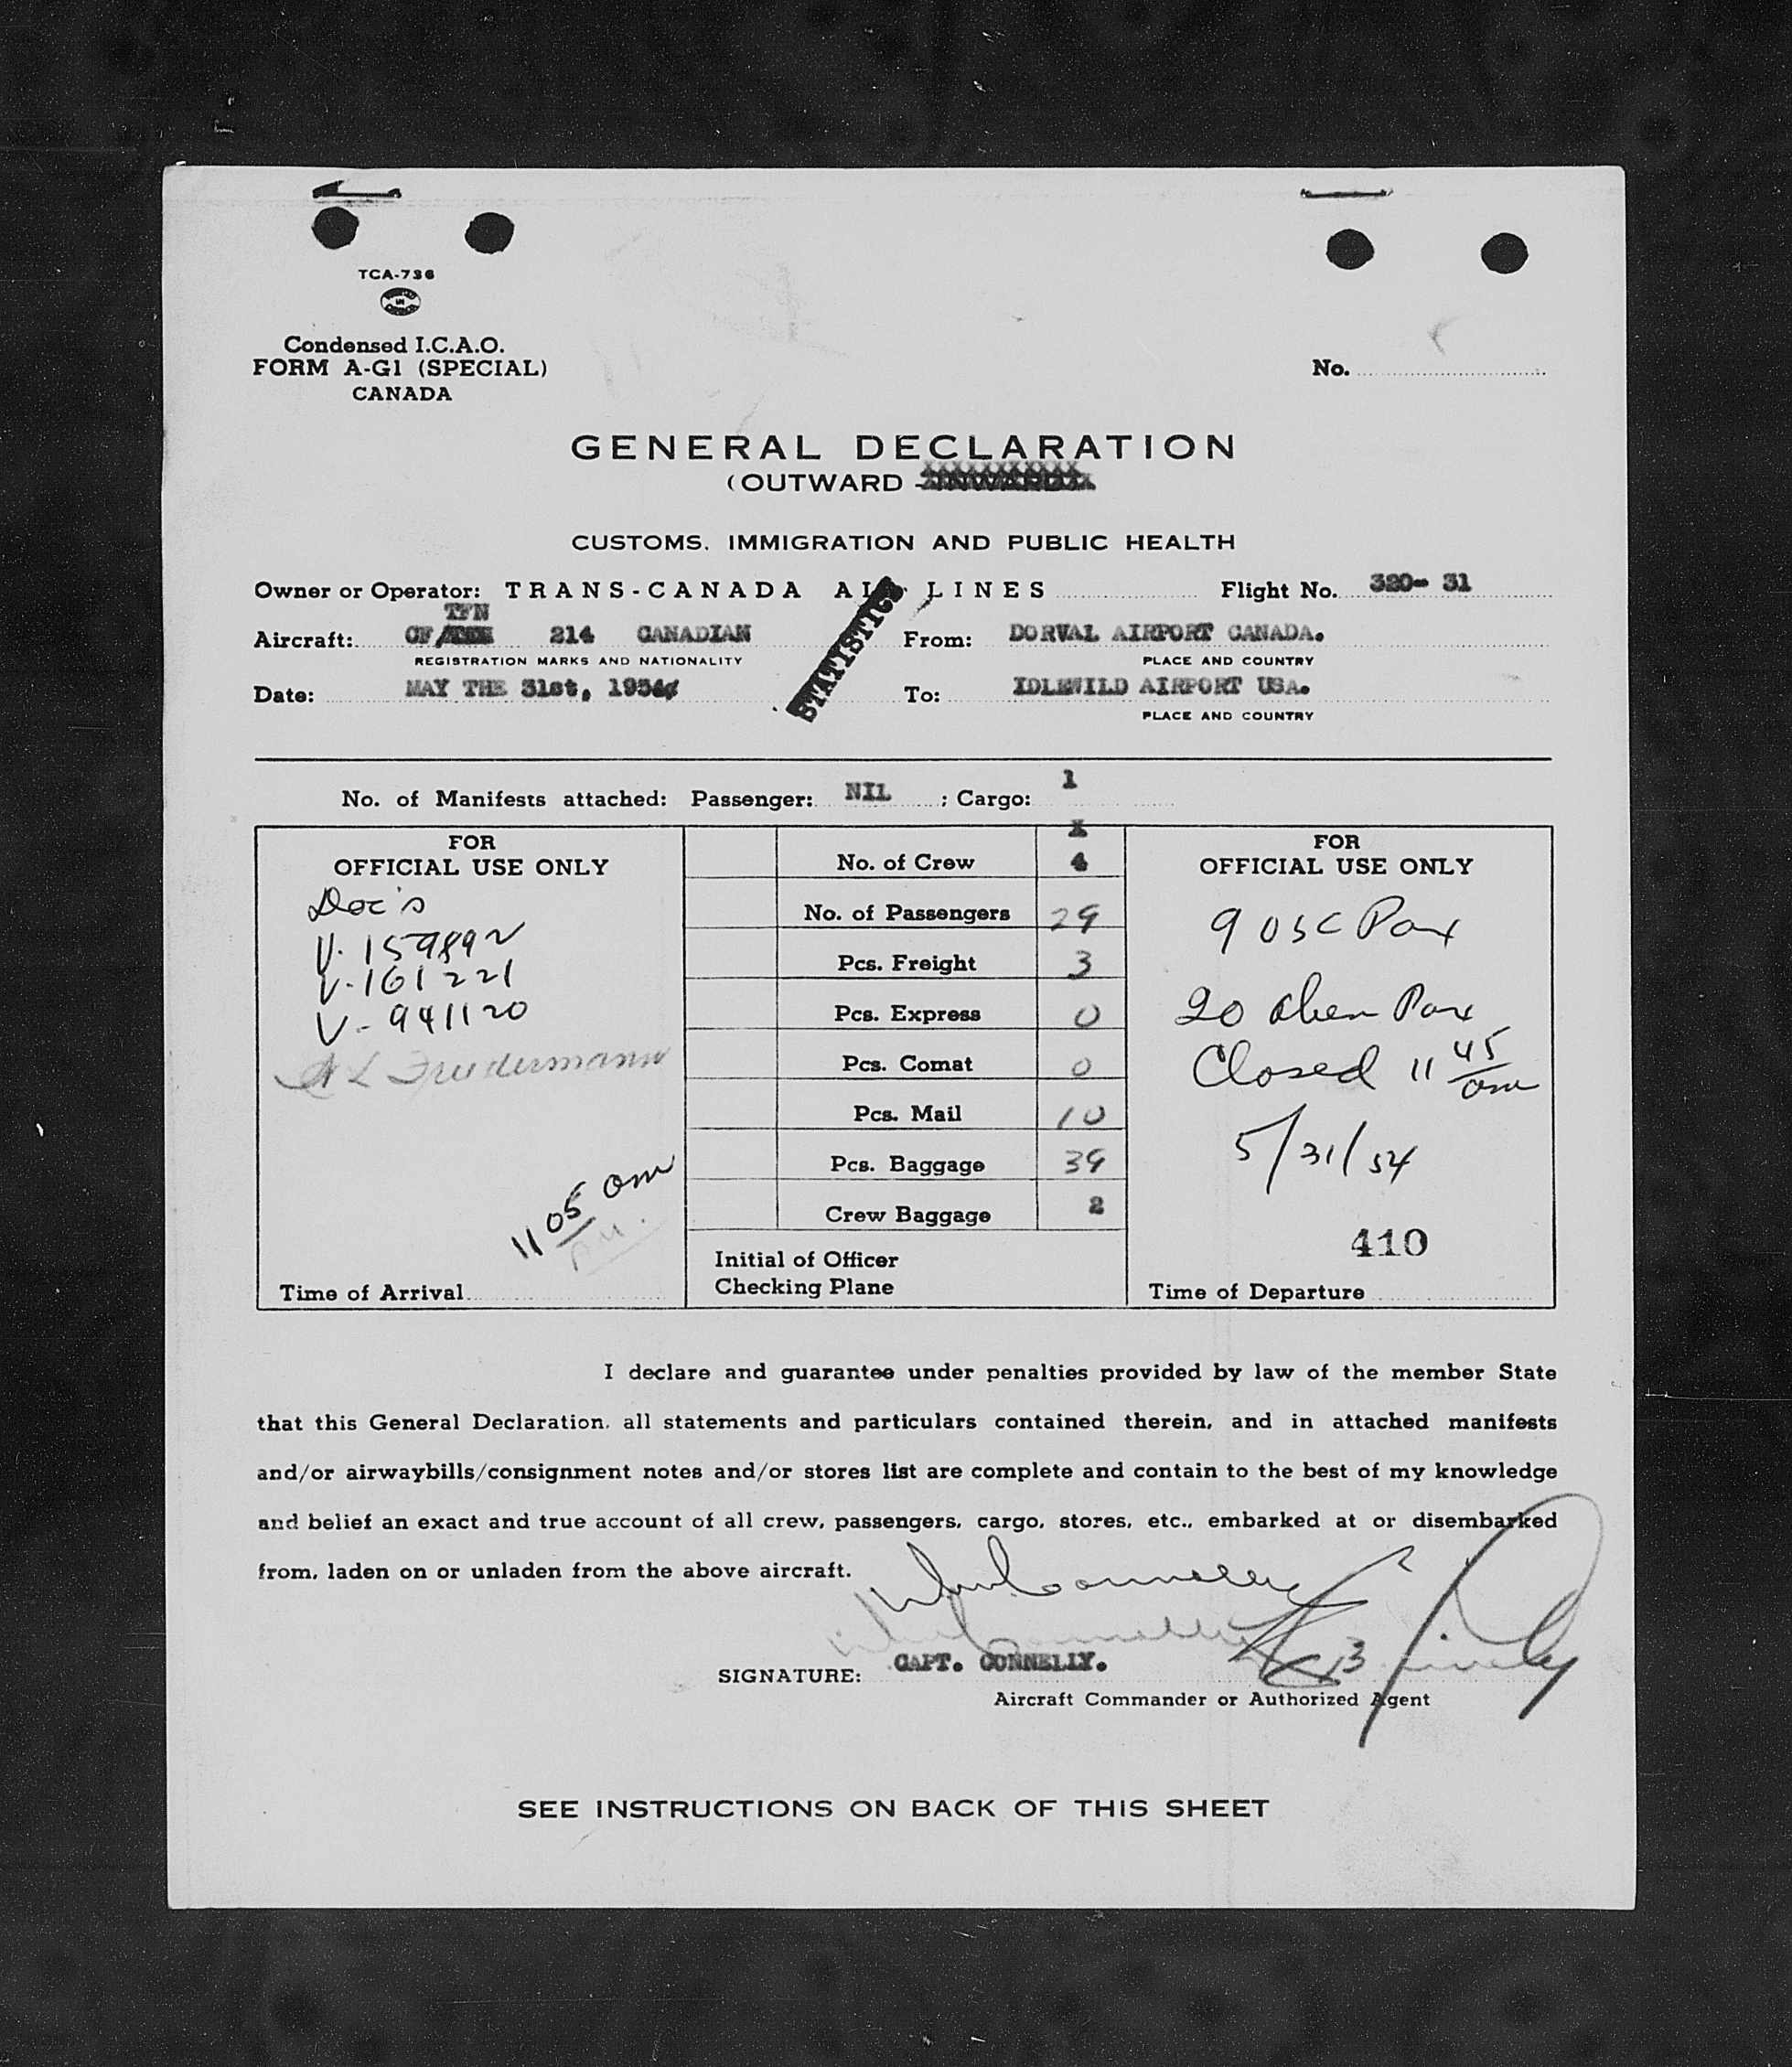 TCA-736
Condensed I.C.A.O.
FORM A-G1 (SPECIAL)
CANADA
No.
GENERAL DECLARATION
(OUTWARD - INWARD)
CUSTOMS, IMMIGRATION AND PUBLIC HEALTH
Owner or Operator: TRANS-CANADA AIR LINES Flight No. 320- 31
TFN
Aircraft: CF/ 214 CANADIAN From: DORVAL AIRPORT CANADA.
REGISTRATION MARKS AND NATIONALITY PLACE AND COUNTRY
STATISTICS
Date: MAY THE 31st, 1954 To: IDLEWILD AIRPORT USA.
PLACE AND COUNTRY
No. of Manifests attached: Passenger: NIL ; Cargo: 1
FOR
OFFICIAL USE ONLY
Doc's
V. 159892
V-161221
V-941120
1105 am
Time of Arrival
No. of Crew 4
No. of Passengers 29
Pcs. Freight 3
Pcs. Express 0
Pcs. Comat 0
Pcs. Mail 10
Pcs. Baggage 39
Crew Baggage 2
Initial of Officer
Checking Plane
FOR
OFFICIAL USE ONLY
9 USC Pax
20 alien Pax
Closed 11 45 am
5/31/54
410
Time of Departure
I declare and guarantee under penalties provided by law of the member State
that this General Declaration, all statements and particulars contained therein, and in attached manifests
and/or airwaybills/consignment notes and/or stores list are complete and contain to the best of my knowledge
and belief an exact and true account of all crew, passengers, cargo, stores, etc., embarked at or disembarked
from, laden on or unladen from the above aircraft.
SIGNATURE: CAPT. CONNELLY.
Aircraft Commander or Authorized Agent
SEE INSTRUCTIONS ON BACK OF THIS SHEET